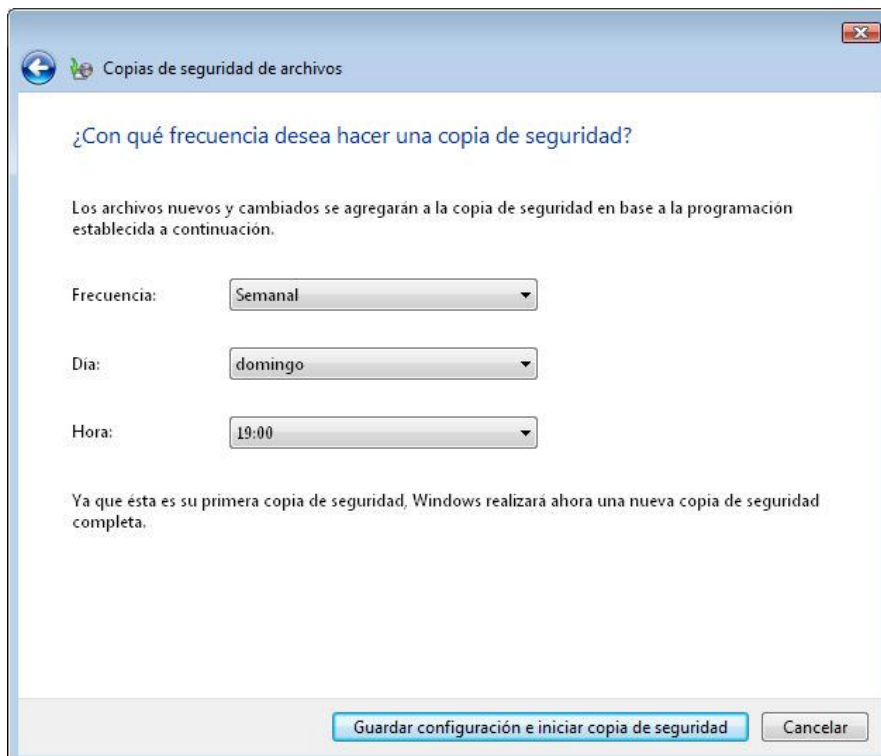 Copias de seguridad de archivos
¿Con qué frecuencia desea hacer una copia de seguridad?
Los archivos nuevos y cambiados se agregarán a la copia de seguridad en base a la programación
establecida a continuación.
Frecuencia: Semanal
Día: domingo
Hora: 19:00
Ya que ésta es su primera copia de seguridad, Windows realizará ahora una nueva copia de seguridad
completa.
Guardar configuración e iniciar copia de seguridad Cancelar